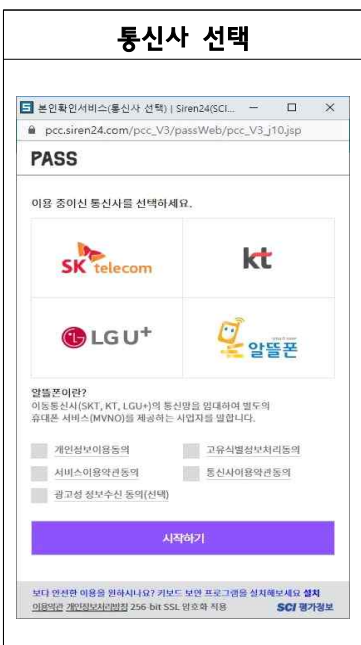 통신사 선택
본인확인서비스(통신사 선택) | Siren24(SCI...
pcc.siren24.com/pcc_V3/passWeb/pcc_V3_j10.jsp
PASS
이용 중이신 통신사를 선택하세요.
SK telecom
kt
LG U+
알뜰폰
알뜰폰이란?
이동통신사(SKT, KT, LGU+)의 통신망을 임대하여 별도의
휴대폰 서비스(MVNO)를 제공하는 사업자를 말합니다.
개인정보이용동의 고유식별정보처리동의
서비스이용약관동의 통신사이용약관동의
광고성 정보수신 동의(선택)
시작하기
보다 안전한 이용을 원하시나요? 키보드 보안 프로그램을 설치해보세요 설치
이용약관 개인정보처리방침 256-bit SSL 암호화 적용 SCI 평가정보